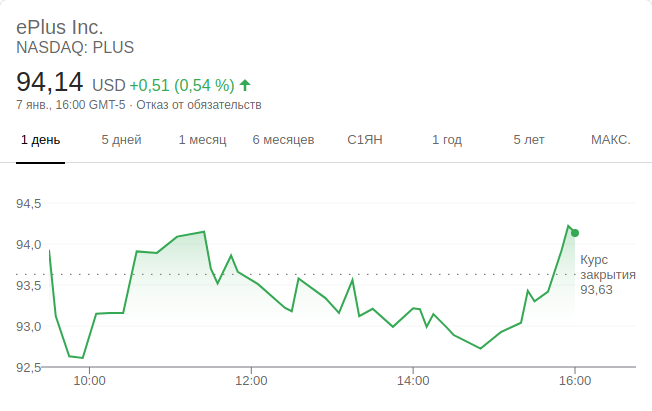 ePlus Inc.
NASDAQ: PLUS
94,14 USD +0,51 (0,54 %)
7 янв., 16:00 GMT-5 · Отказ от обязательств
1 день 5 дней 1 месяц 6 месяцев С1ЯН 1 год 5 лет МАКС.
94,5
94,0
93,5
93,0
92,5
Курс
закрытия
93,63
10:00 12:00 14:00 16:00